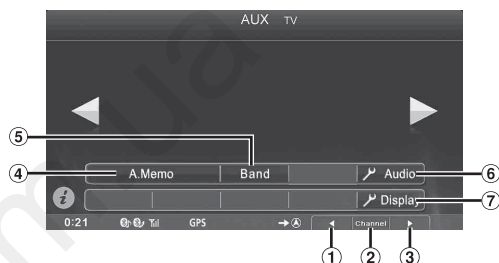 AUX TV
⑤
④ A.Memo Band Audio ⑥
i Display ⑦
0:21 GPS Channel
① ② ③